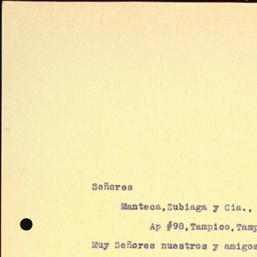 Señores
Manteca,Zubiaga y Cia.,
Ap #98,Tampico,Tamp
Muy Señores nuestros y amigos